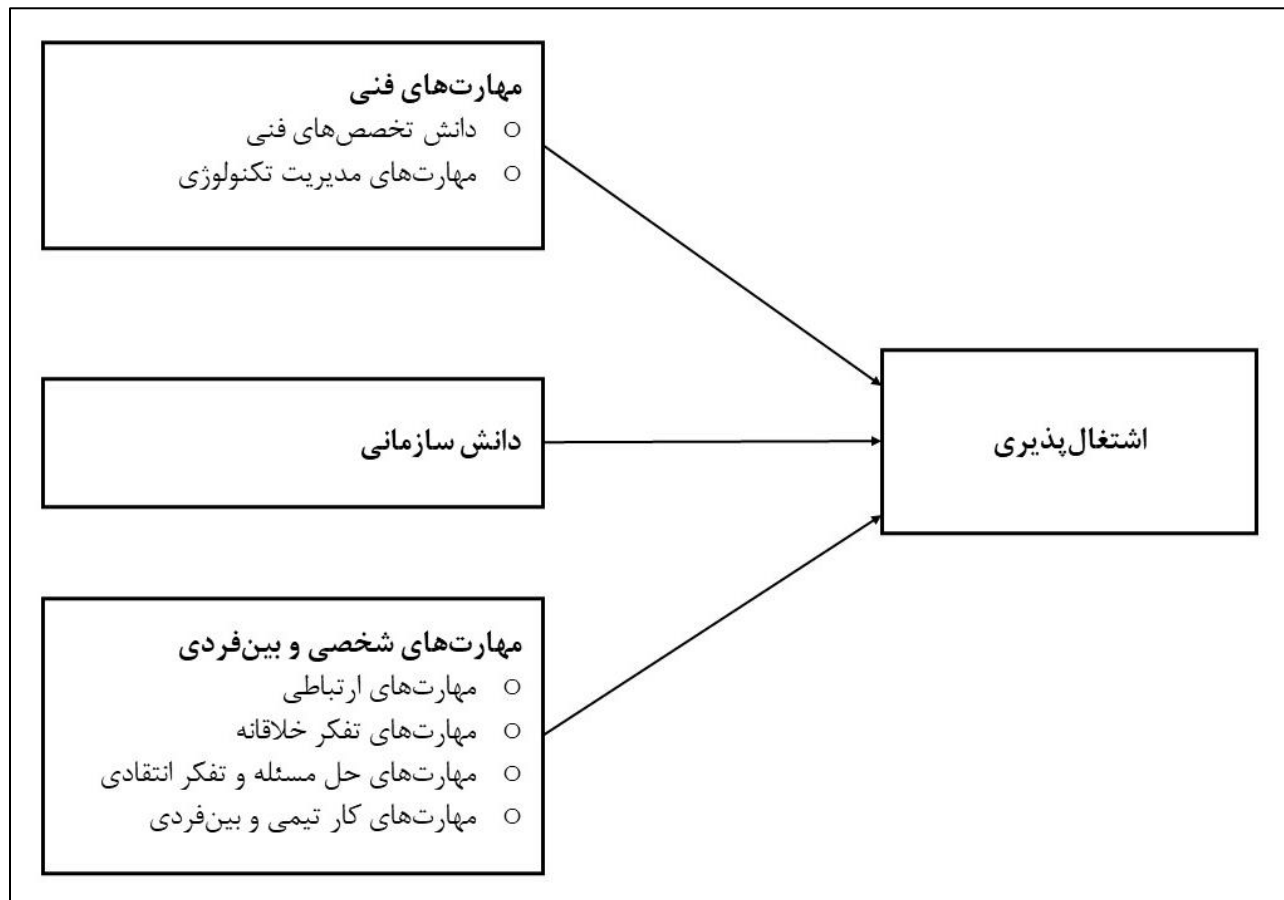 مهارت‌های فنی
○ دانش تخصص‌های فنی
○ مهارت‌های مدیریت تکنولوژی
دانش سازمانی
اشتغال‌پذیری
مهارت‌های شخصی و بین‌فردی
○ مهارت‌های ارتباطی
○ مهارت‌های تفکر خلاقانه
○ مهارت‌های حل مسئله و تفکر انتقادی
○ مهارت‌های کار تیمی و بین‌فردی